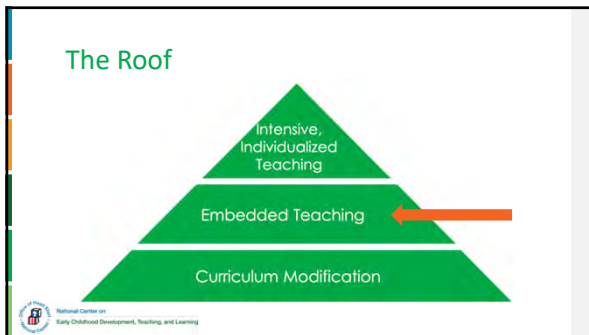 The Roof
Intensive,
Individualized
Teaching
Embedded Teaching
Curriculum Modification
National Center on
Early Childhood Development, Teaching, and Learning